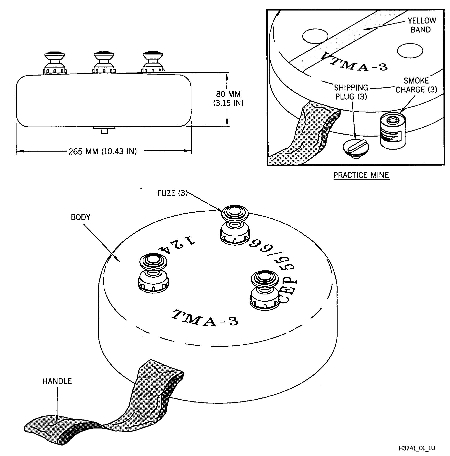 80 MM
(3.15 IN)
265 MM (10.43 IN)
YELLOW
BAND
VTMA-3
SHIPPING
PLUG (3)
SMOKE
CHARGE (3)
PRACTICE MINE
FUZE (3)
BODY
124
CEP 55/66
TMA-3
HANDLE